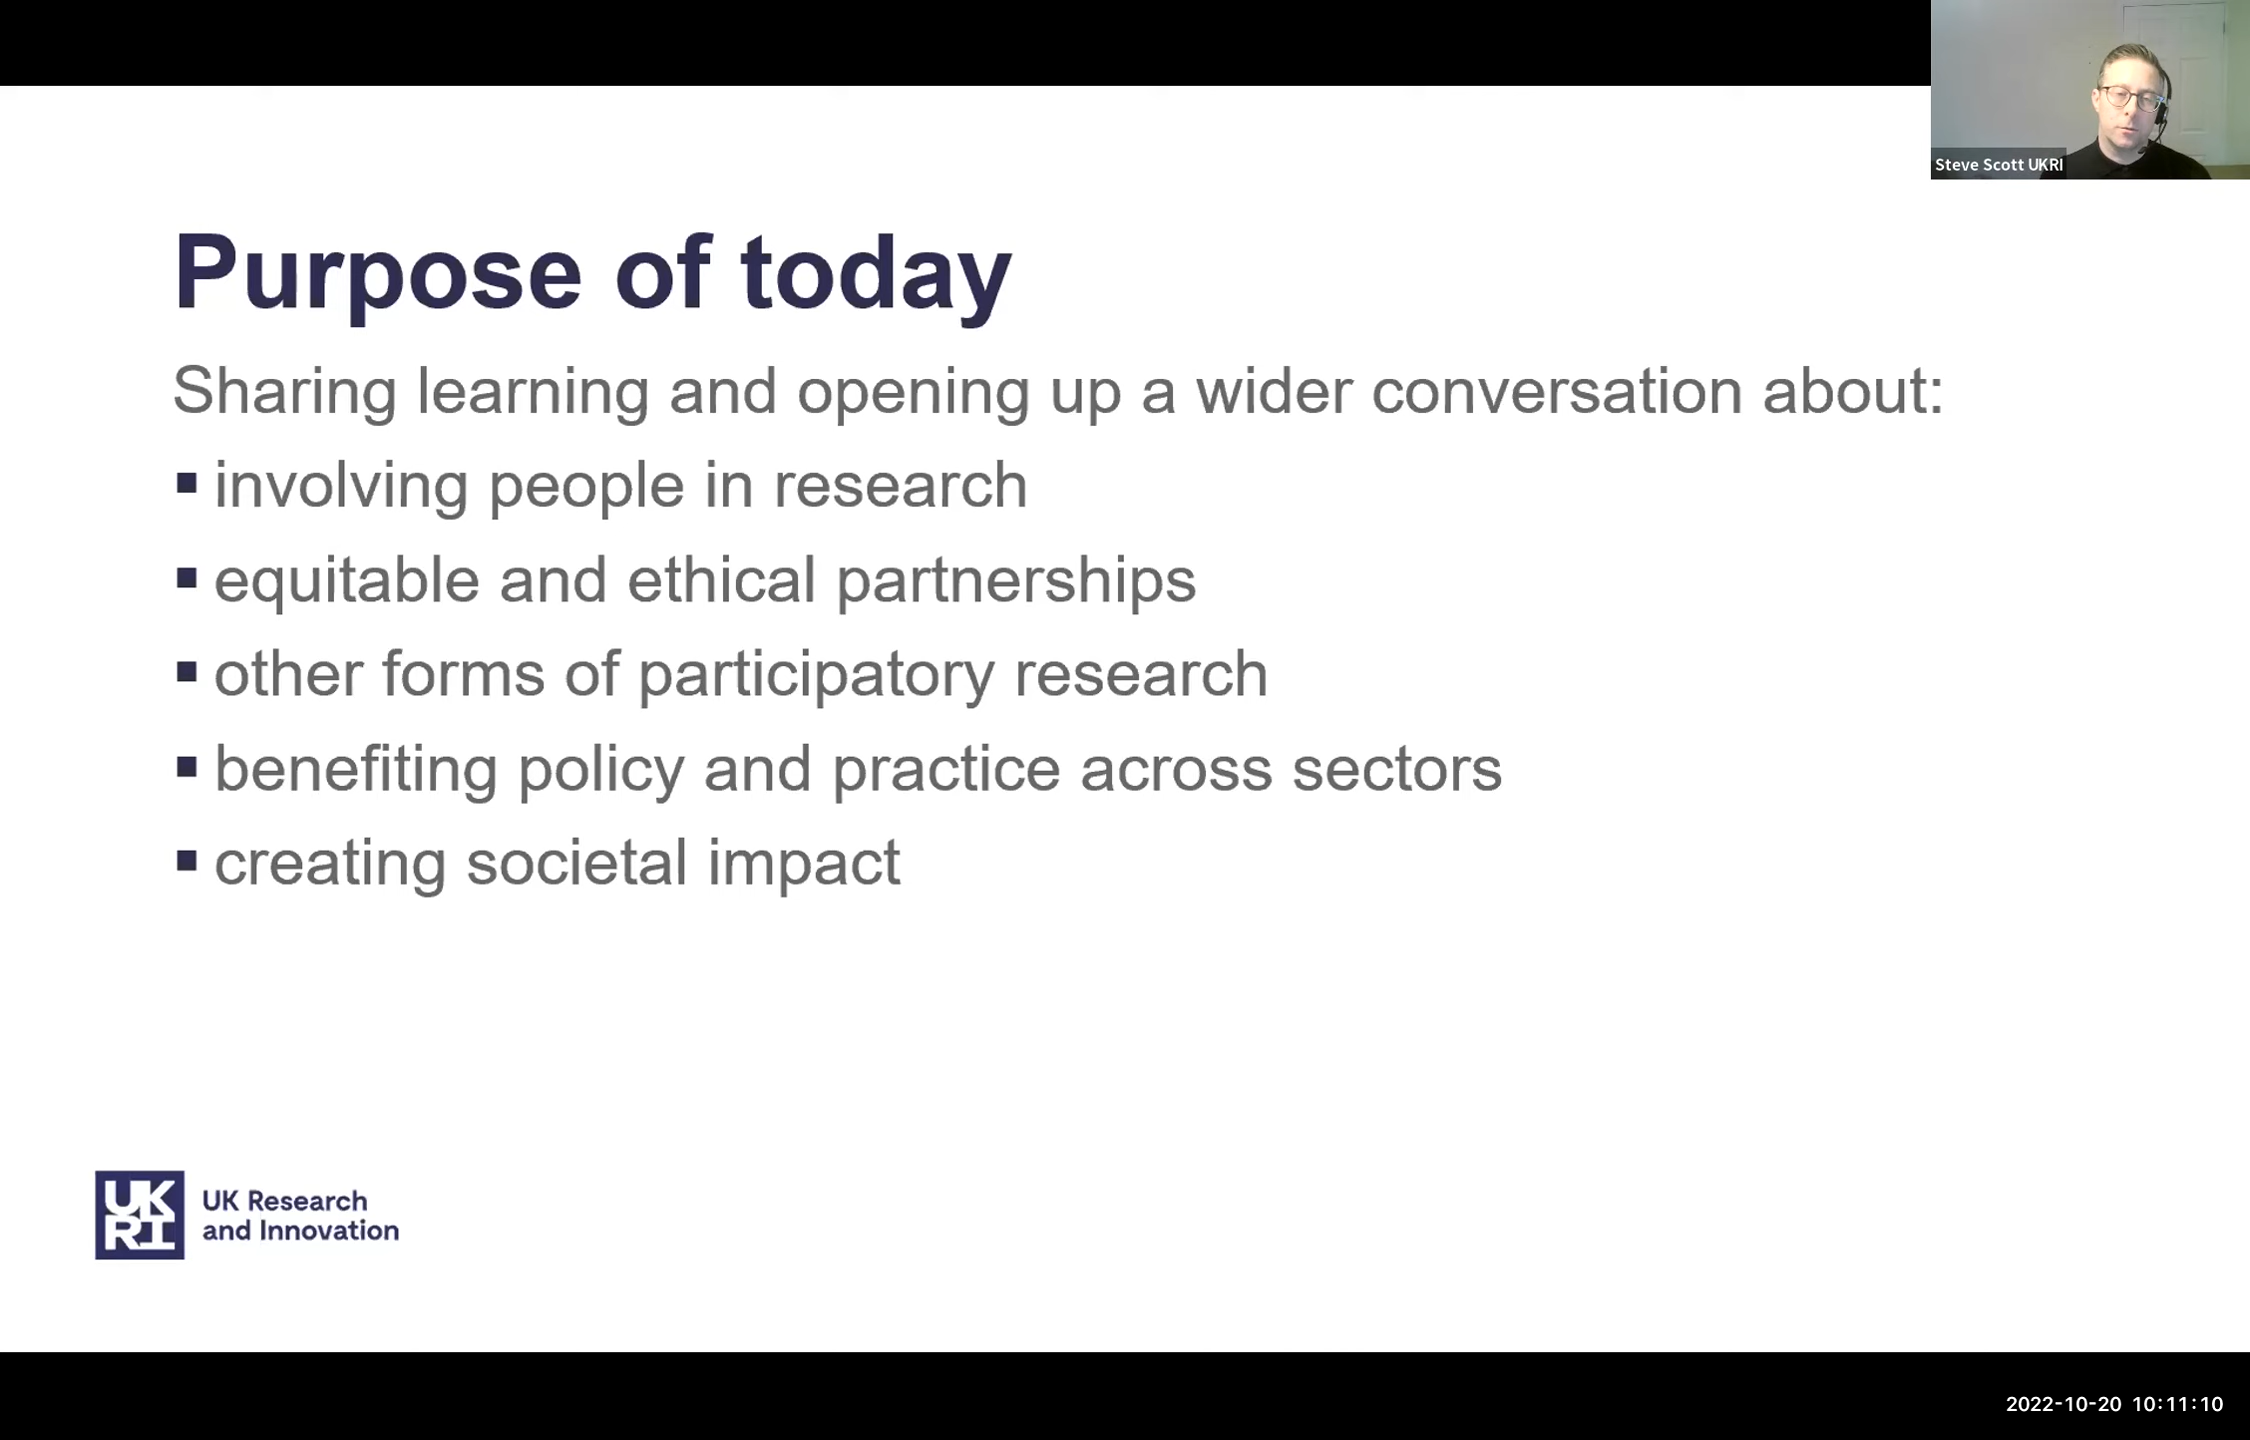 Steve Scott UKRI
Purpose of today
Sharing learning and opening up a wider conversation about:
▪ involving people in research
▪ equitable and ethical partnerships
▪ other forms of participatory research
▪ benefiting policy and practice across sectors
▪ creating societal impact
UK
RI
UK Research
and Innovation
2022-10-20 10:11:10